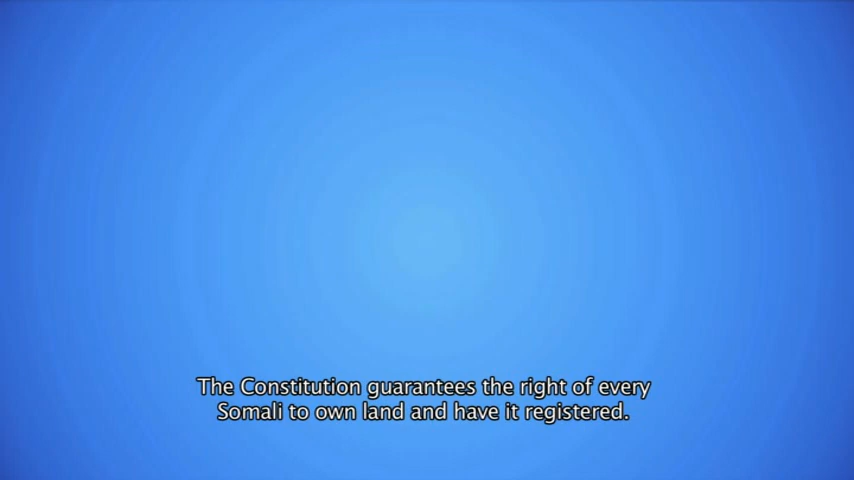 The Constitution guarantees the right of every
Somali to own land and have it registered.